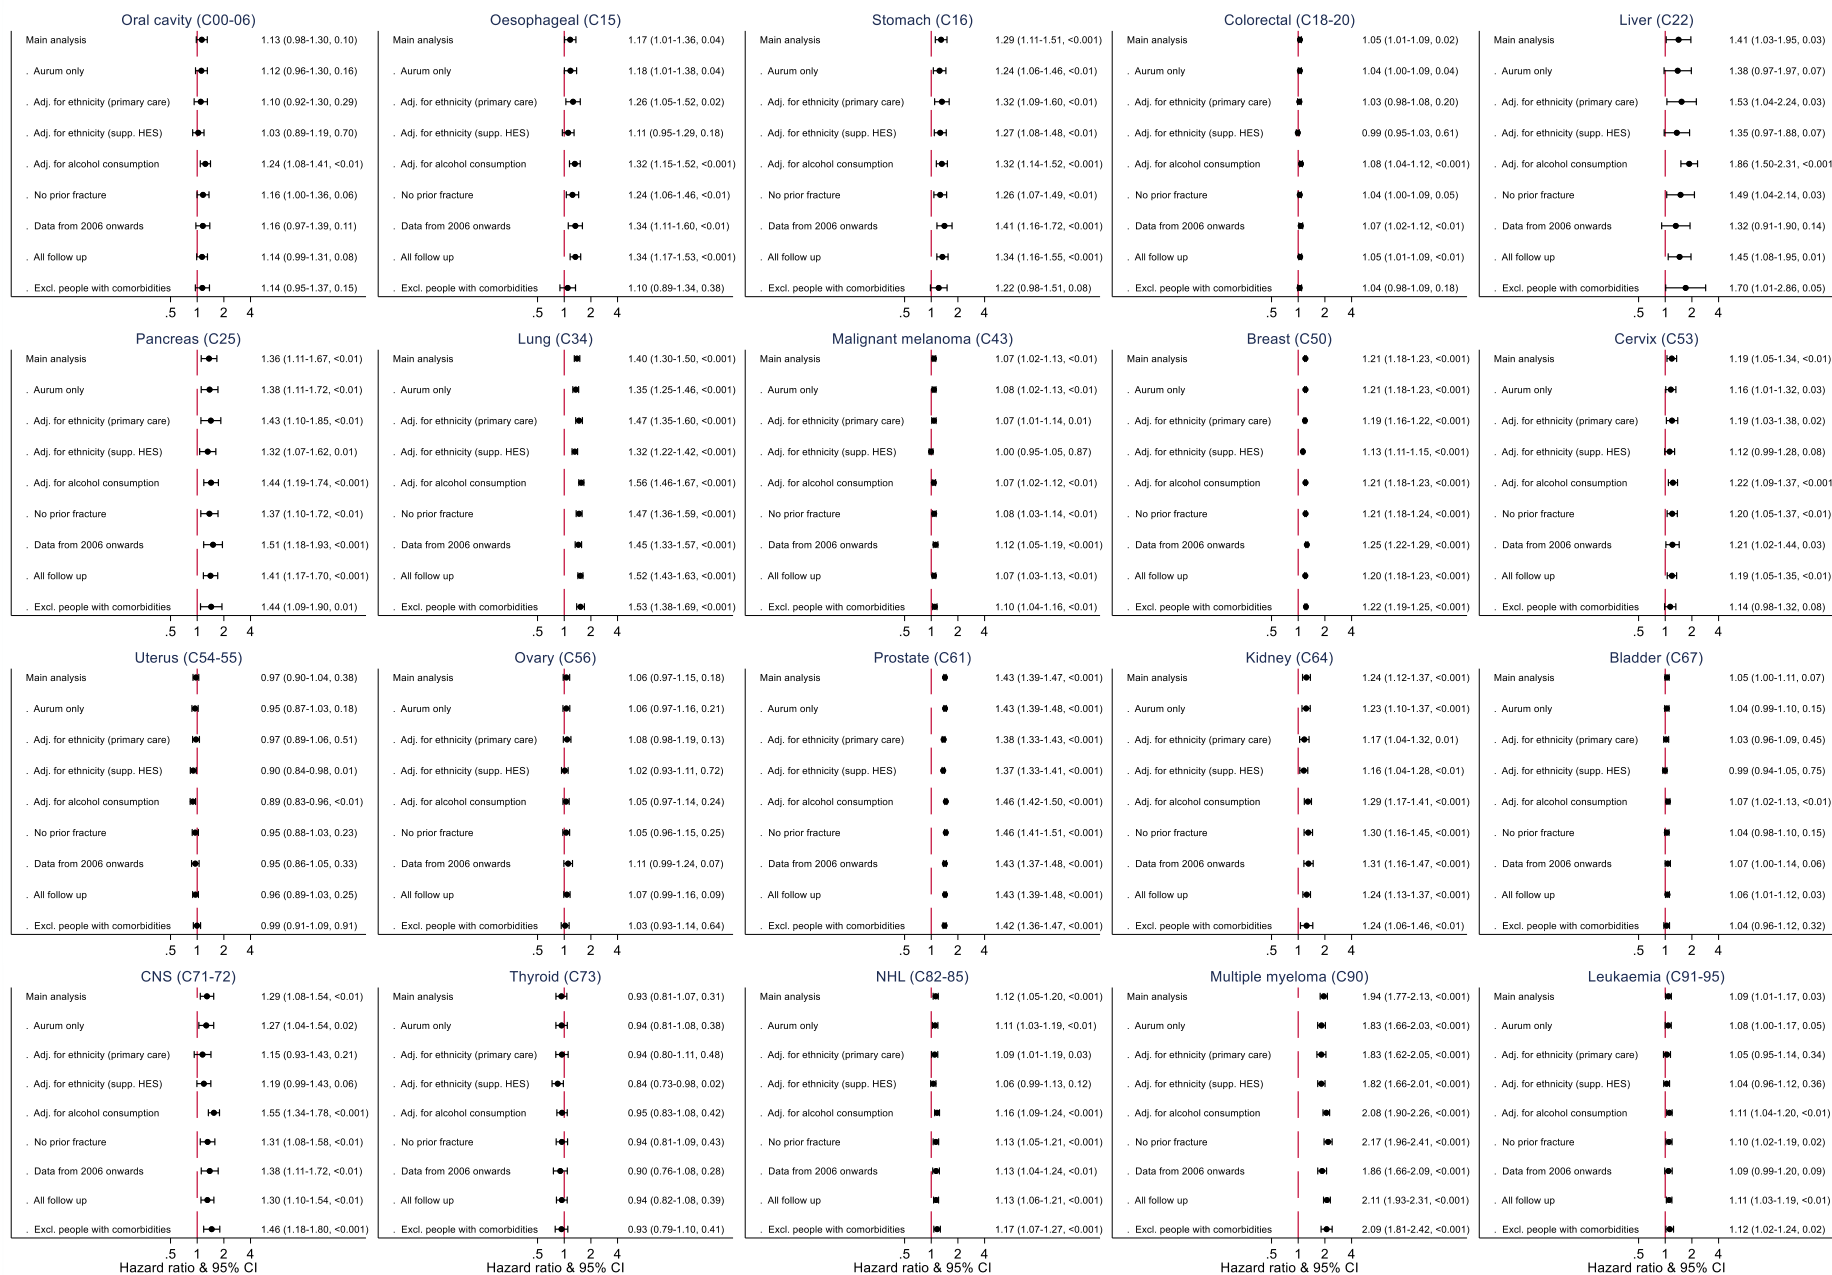 Oral cavity (C00-06)
Main analysis 1.13 (0.98-1.30, 0.10)
. Aurum only 1.12 (0.96-1.30, 0.16)
. Adj. for ethnicity (primary care) 1.10 (0.92-1.30, 0.29)
. Adj. for ethnicity (supp. HES) 1.03 (0.89-1.19, 0.70)
. Adj. for alcohol consumption 1.24 (1.08-1.41, <0.01)
. No prior fracture 1.16 (1.00-1.36, 0.06)
. Data from 2006 onwards 1.16 (0.97-1.39, 0.11)
. All follow up 1.14 (0.99-1.31, 0.08)
. Excl. people with comorbidities 1.14 (0.95-1.37, 0.15)
.5 1 2 4
Oesophageal (C15)
Main analysis 1.17 (1.01-1.36, 0.04)
. Aurum only 1.18 (1.01-1.38, 0.04)
. Adj. for ethnicity (primary care) 1.26 (1.05-1.52, 0.02)
. Adj. for ethnicity (supp. HES) 1.11 (0.95-1.29, 0.18)
. Adj. for alcohol consumption 1.32 (1.15-1.52, <0.001)
. No prior fracture 1.24 (1.06-1.46, <0.01)
. Data from 2006 onwards 1.34 (1.11-1.60, <0.01)
. All follow up 1.34 (1.17-1.53, <0.001)
. Excl. people with comorbidities 1.10 (0.89-1.34, 0.38)
.5 1 2 4
Stomach (C16)
Main analysis 1.29 (1.11-1.51, <0.001)
. Aurum only 1.24 (1.06-1.46, <0.01)
. Adj. for ethnicity (primary care) 1.32 (1.09-1.60, <0.01)
. Adj. for ethnicity (supp. HES) 1.27 (1.08-1.48, <0.01)
. Adj. for alcohol consumption 1.32 (1.14-1.52, <0.001)
. No prior fracture 1.26 (1.07-1.49, <0.01)
. Data from 2006 onwards 1.41 (1.16-1.72, <0.001)
. All follow up 1.34 (1.16-1.55, <0.001)
. Excl. people with comorbidities 1.22 (0.98-1.51, 0.08)
.5 1 2 4
Colorectal (C18-20)
Main analysis 1.05 (1.01-1.09, 0.02)
. Aurum only 1.04 (1.00-1.09, 0.04)
. Adj. for ethnicity (primary care) 1.03 (0.98-1.08, 0.20)
. Adj. for ethnicity (supp. HES) 0.99 (0.95-1.03, 0.61)
. Adj. for alcohol consumption 1.08 (1.04-1.12, <0.001)
. No prior fracture 1.04 (1.00-1.09, 0.05)
. Data from 2006 onwards 1.07 (1.02-1.12, <0.01)
. All follow up 1.05 (1.01-1.09, <0.01)
. Excl. people with comorbidities 1.04 (0.98-1.09, 0.18)
.5 1 2 4
Liver (C22)
Main analysis 1.41 (1.03-1.95, 0.03)
. Aurum only 1.38 (0.97-1.97, 0.07)
. Adj. for ethnicity (primary care) 1.53 (1.04-2.24, 0.03)
. Adj. for ethnicity (supp. HES) 1.35 (0.97-1.88, 0.07)
. Adj. for alcohol consumption 1.86 (1.50-2.31, <0.001
. No prior fracture 1.49 (1.04-2.14, 0.03)
. Data from 2006 onwards 1.32 (0.91-1.90, 0.14)
. All follow up 1.45 (1.08-1.95, 0.01)
. Excl. people with comorbidities 1.70 (1.01-2.86, 0.05)
.5 1 2 4
Pancreas (C25)
Main analysis 1.36 (1.11-1.67, <0.01)
. Aurum only 1.38 (1.11-1.72, <0.01)
. Adj. for ethnicity (primary care) 1.43 (1.10-1.85, <0.01)
. Adj. for ethnicity (supp. HES) 1.32 (1.07-1.62, 0.01)
. Adj. for alcohol consumption 1.44 (1.19-1.74, <0.001)
. No prior fracture 1.37 (1.10-1.72, <0.01)
. Data from 2006 onwards 1.51 (1.18-1.93, <0.001)
. All follow up 1.41 (1.17-1.70, <0.001)
. Excl. people with comorbidities 1.44 (1.09-1.90, 0.01)
.5 1 2 4
Lung (C34)
Main analysis 1.40 (1.30-1.50, <0.001)
. Aurum only 1.35 (1.25-1.46, <0.001)
. Adj. for ethnicity (primary care) 1.47 (1.35-1.60, <0.001)
. Adj. for ethnicity (supp. HES) 1.32 (1.22-1.42, <0.001)
. Adj. for alcohol consumption 1.56 (1.46-1.67, <0.001)
. No prior fracture 1.47 (1.36-1.59, <0.001)
. Data from 2006 onwards 1.45 (1.33-1.57, <0.001)
. All follow up 1.52 (1.43-1.63, <0.001)
. Excl. people with comorbidities 1.53 (1.38-1.69, <0.001)
.5 1 2 4
Malignant melanoma (C43)
Main analysis 1.07 (1.02-1.13, <0.01)
. Aurum only 1.08 (1.02-1.13, <0.01)
. Adj. for ethnicity (primary care) 1.07 (1.01-1.14, 0.01)
. Adj. for ethnicity (supp. HES) 1.00 (0.95-1.05, 0.87)
. Adj. for alcohol consumption 1.07 (1.02-1.12, <0.01)
. No prior fracture 1.08 (1.03-1.14, <0.01)
. Data from 2006 onwards 1.12 (1.05-1.19, <0.001)
. All follow up 1.07 (1.03-1.13, <0.01)
. Excl. people with comorbidities 1.10 (1.04-1.16, <0.01)
.5 1 2 4
Breast (C50)
Main analysis 1.21 (1.18-1.23, <0.001)
. Aurum only 1.21 (1.18-1.23, <0.001)
. Adj. for ethnicity (primary care) 1.19 (1.16-1.22, <0.001)
. Adj. for ethnicity (supp. HES) 1.13 (1.11-1.15, <0.001)
. Adj. for alcohol consumption 1.21 (1.18-1.23, <0.001)
. No prior fracture 1.21 (1.18-1.24, <0.001)
. Data from 2006 onwards 1.25 (1.22-1.29, <0.001)
. All follow up 1.20 (1.18-1.23, <0.001)
. Excl. people with comorbidities 1.22 (1.19-1.25, <0.001)
.5 1 2 4
Cervix (C53)
Main analysis 1.19 (1.05-1.34, <0.01)
. Aurum only 1.16 (1.01-1.32, 0.03)
. Adj. for ethnicity (primary care) 1.19 (1.03-1.38, 0.02)
. Adj. for ethnicity (supp. HES) 1.12 (0.99-1.28, 0.08)
. Adj. for alcohol consumption 1.22 (1.09-1.37, <0.001
. No prior fracture 1.20 (1.05-1.37, <0.01)
. Data from 2006 onwards 1.21 (1.02-1.44, 0.03)
. All follow up 1.19 (1.05-1.35, <0.01)
. Excl. people with comorbidities 1.14 (0.98-1.32, 0.08)
.5 1 2 4
Uterus (C54-55)
Main analysis 0.97 (0.90-1.04, 0.38)
. Aurum only 0.95 (0.87-1.03, 0.18)
. Adj. for ethnicity (primary care) 0.97 (0.89-1.06, 0.51)
. Adj. for ethnicity (supp. HES) 0.90 (0.84-0.98, 0.01)
. Adj. for alcohol consumption 0.89 (0.83-0.96, <0.01)
. No prior fracture 0.95 (0.88-1.03, 0.23)
. Data from 2006 onwards 0.95 (0.86-1.05, 0.33)
. All follow up 0.96 (0.89-1.03, 0.25)
. Excl. people with comorbidities 0.99 (0.91-1.09, 0.91)
.5 1 2 4
Ovary (C56)
Main analysis 1.06 (0.97-1.15, 0.18)
. Aurum only 1.06 (0.97-1.16, 0.21)
. Adj. for ethnicity (primary care) 1.08 (0.98-1.19, 0.13)
. Adj. for ethnicity (supp. HES) 1.02 (0.93-1.11, 0.72)
. Adj. for alcohol consumption 1.05 (0.97-1.14, 0.24)
. No prior fracture 1.05 (0.96-1.15, 0.25)
. Data from 2006 onwards 1.11 (0.99-1.24, 0.07)
. All follow up 1.07 (0.99-1.16, 0.09)
. Excl. people with comorbidities 1.03 (0.93-1.14, 0.64)
.5 1 2 4
Prostate (C61)
Main analysis 1.43 (1.39-1.47, <0.001)
. Aurum only 1.43 (1.39-1.48, <0.001)
. Adj. for ethnicity (primary care) 1.38 (1.33-1.43, <0.001)
. Adj. for ethnicity (supp. HES) 1.37 (1.33-1.41, <0.001)
. Adj. for alcohol consumption 1.46 (1.42-1.50, <0.001)
. No prior fracture 1.46 (1.41-1.51, <0.001)
. Data from 2006 onwards 1.43 (1.37-1.48, <0.001)
. All follow up 1.43 (1.39-1.48, <0.001)
. Excl. people with comorbidities 1.42 (1.36-1.47, <0.001)
.5 1 2 4
Kidney (C64)
Main analysis 1.24 (1.12-1.37, <0.001)
. Aurum only 1.23 (1.10-1.37, <0.001)
. Adj. for ethnicity (primary care) 1.17 (1.04-1.32, 0.01)
. Adj. for ethnicity (supp. HES) 1.16 (1.04-1.28, <0.01)
. Adj. for alcohol consumption 1.29 (1.17-1.41, <0.001)
. No prior fracture 1.30 (1.16-1.45, <0.001)
. Data from 2006 onwards 1.31 (1.16-1.47, <0.001)
. All follow up 1.24 (1.13-1.37, <0.001)
. Excl. people with comorbidities 1.24 (1.06-1.46, <0.01)
.5 1 2 4
Bladder (C67)
Main analysis 1.05 (1.00-1.11, 0.07)
. Aurum only 1.04 (0.99-1.10, 0.15)
. Adj. for ethnicity (primary care) 1.03 (0.96-1.09, 0.45)
. Adj. for ethnicity (supp. HES) 0.99 (0.94-1.05, 0.75)
. Adj. for alcohol consumption 1.07 (1.02-1.13, <0.01)
. No prior fracture 1.04 (0.98-1.10, 0.15)
. Data from 2006 onwards 1.07 (1.00-1.14, 0.06)
. All follow up 1.06 (1.01-1.12, 0.03)
. Excl. people with comorbidities 1.04 (0.96-1.12, 0.32)
.5 1 2 4
CNS (C71-72)
Main analysis 1.29 (1.08-1.54, <0.01)
. Aurum only 1.27 (1.04-1.54, 0.02)
. Adj. for ethnicity (primary care) 1.15 (0.93-1.43, 0.21)
. Adj. for ethnicity (supp. HES) 1.19 (0.99-1.43, 0.06)
. Adj. for alcohol consumption 1.55 (1.34-1.78, <0.001)
. No prior fracture 1.31 (1.08-1.58, <0.01)
. Data from 2006 onwards 1.38 (1.11-1.72, <0.01)
. All follow up 1.30 (1.10-1.54, <0.01)
. Excl. people with comorbidities 1.46 (1.18-1.80, <0.001)
.5 1 2 4
Hazard ratio & 95% CI
Thyroid (C73)
Main analysis 0.93 (0.81-1.07, 0.31)
. Aurum only 0.94 (0.81-1.08, 0.38)
. Adj. for ethnicity (primary care) 0.94 (0.80-1.11, 0.48)
. Adj. for ethnicity (supp. HES) 0.84 (0.73-0.98, 0.02)
. Adj. for alcohol consumption 0.95 (0.83-1.08, 0.42)
. No prior fracture 0.94 (0.81-1.09, 0.43)
. Data from 2006 onwards 0.90 (0.76-1.08, 0.28)
. All follow up 0.94 (0.82-1.08, 0.39)
. Excl. people with comorbidities 0.93 (0.79-1.10, 0.41)
.5 1 2 4
Hazard ratio & 95% CI
NHL (C82-85)
Main analysis 1.12 (1.05-1.20, <0.001)
. Aurum only 1.11 (1.03-1.19, <0.01)
. Adj. for ethnicity (primary care) 1.09 (1.01-1.19, 0.03)
. Adj. for ethnicity (supp. HES) 1.06 (0.99-1.13, 0.12)
. Adj. for alcohol consumption 1.16 (1.09-1.24, <0.001)
. No prior fracture 1.13 (1.05-1.21, <0.001)
. Data from 2006 onwards 1.13 (1.04-1.24, <0.01)
. All follow up 1.13 (1.06-1.21, <0.001)
. Excl. people with comorbidities 1.17 (1.07-1.27, <0.001)
.5 1 2 4
Hazard ratio & 95% CI
Multiple myeloma (C90)
Main analysis 1.94 (1.77-2.13, <0.001)
. Aurum only 1.83 (1.66-2.03, <0.001)
. Adj. for ethnicity (primary care) 1.83 (1.62-2.05, <0.001)
. Adj. for ethnicity (supp. HES) 1.82 (1.66-2.01, <0.001)
. Adj. for alcohol consumption 2.08 (1.90-2.26, <0.001)
. No prior fracture 2.17 (1.96-2.41, <0.001)
. Data from 2006 onwards 1.86 (1.66-2.09, <0.001)
. All follow up 2.11 (1.93-2.31, <0.001)
. Excl. people with comorbidities 2.09 (1.81-2.42, <0.001)
.5 1 2 4
Hazard ratio & 95% CI
Leukaemia (C91-95)
Main analysis 1.09 (1.01-1.17, 0.03)
. Aurum only 1.08 (1.00-1.17, 0.05)
. Adj. for ethnicity (primary care) 1.05 (0.95-1.14, 0.34)
. Adj. for ethnicity (supp. HES) 1.04 (0.96-1.12, 0.36)
. Adj. for alcohol consumption 1.11 (1.04-1.20, <0.01)
. No prior fracture 1.10 (1.02-1.19, 0.02)
. Data from 2006 onwards 1.09 (0.99-1.20, 0.09)
. All follow up 1.11 (1.03-1.19, <0.01)
. Excl. people with comorbidities 1.12 (1.02-1.24, 0.02)
.5 1 2 4
Hazard ratio & 95% CI